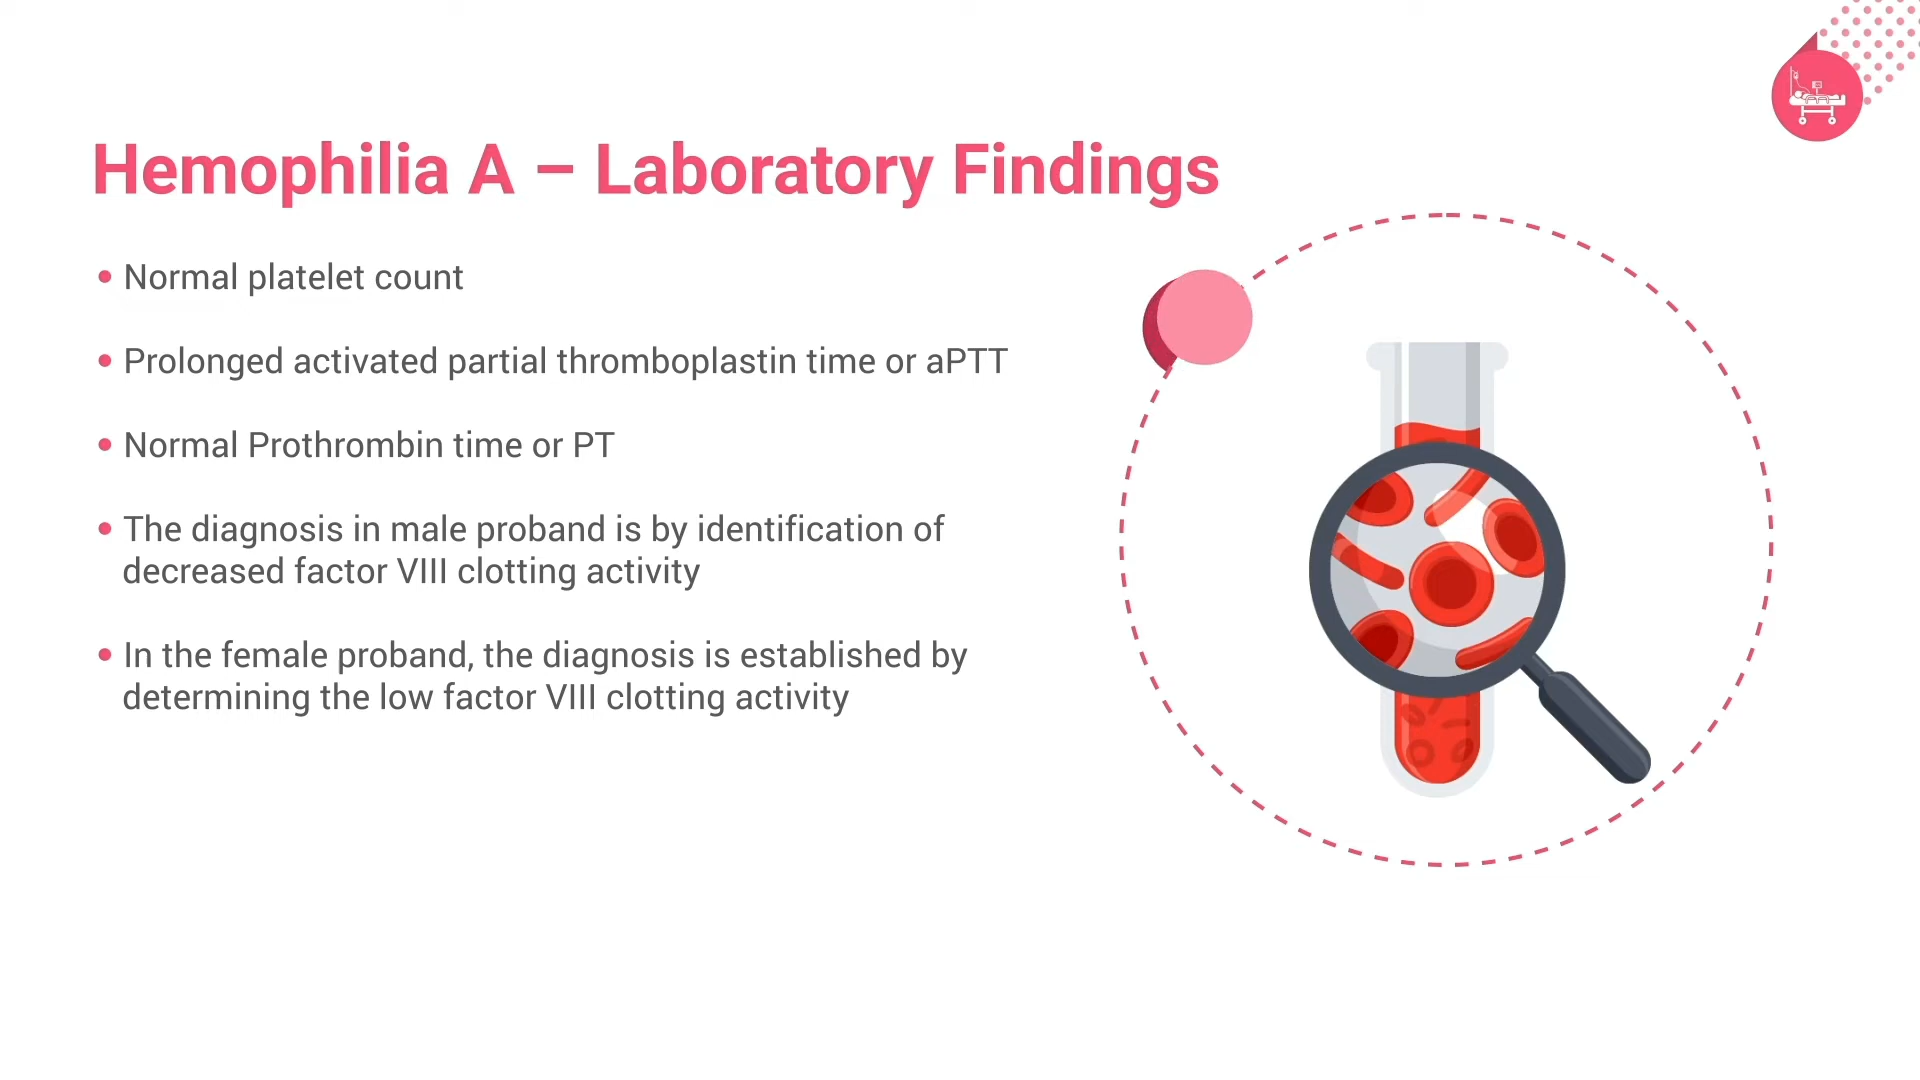 Hemophilia A – Laboratory Findings
• Normal platelet count
• Prolonged activated partial thromboplastin time or aPTT
• Normal Prothrombin time or PT
• The diagnosis in male proband is by identification of
decreased factor VIII clotting activity
• In the female proband, the diagnosis is established by
determining the low factor VIII clotting activity